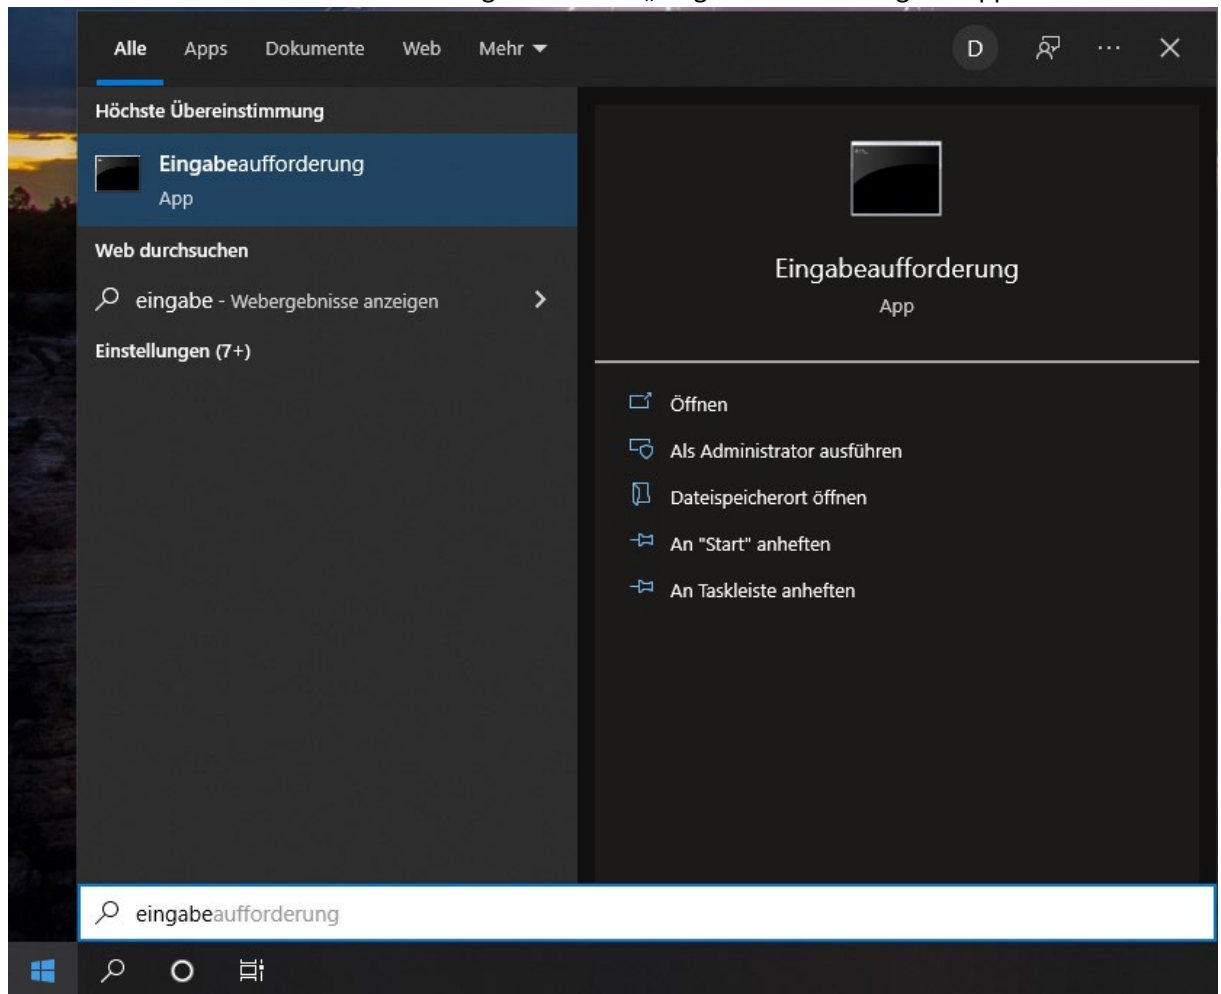 Alle Apps Dokumente Web Mehr
D
Höchste Übereinstimmung
Eingabeaufforderung
App
Web durchsuchen
eingabe - Webergebnisse anzeigen
Einstellungen (7+)
Eingabeaufforderung
App
Öffnen
Als Administrator ausführen
Dateispeicherort öffnen
An "Start" anheften
An Taskleiste anheften
eingabeaufforderung